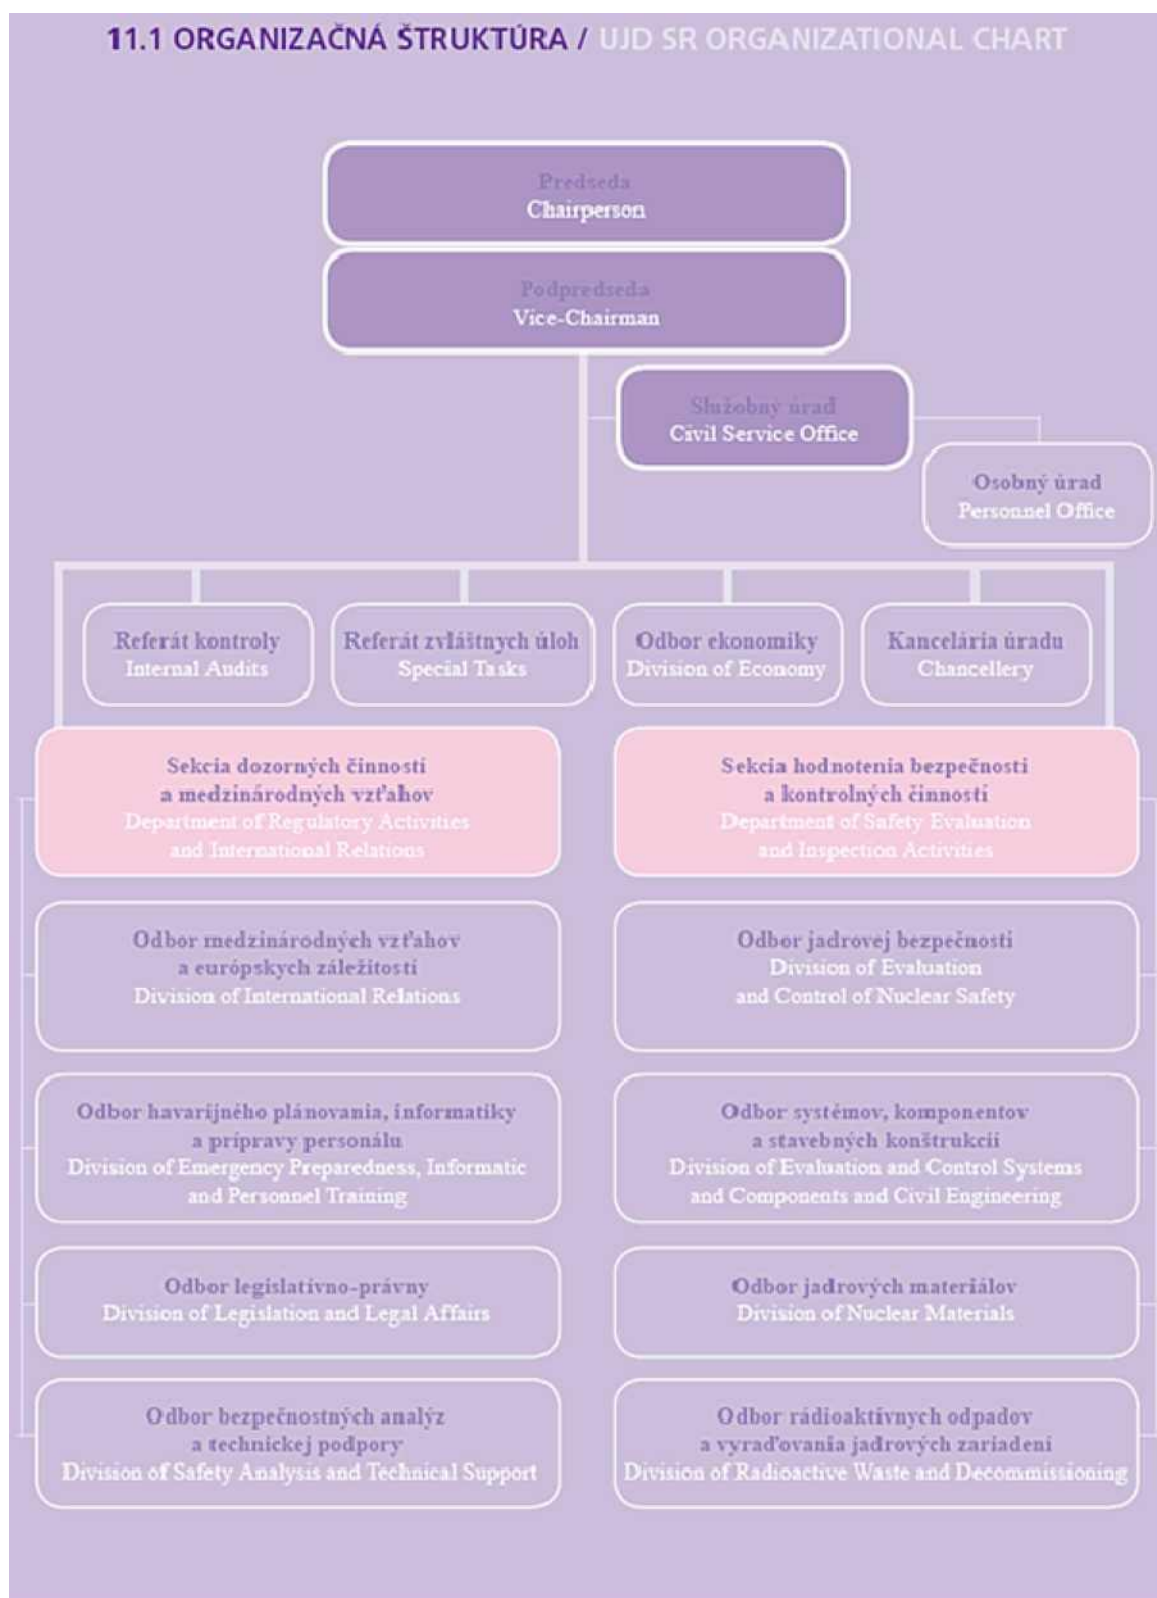 11.1 ORGANIZAČNÁ ŠTRUKTÚRA / UJD SR ORGANIZATIONAL CHART
Predseda
Chairperson
Podpredseda
Vice-Chairman
Služobný úrad
Civil Service Office
Osobný úrad
Personnel Office
Referát kontroly
Internal Audits
Referát zvláštnych úloh
Special Tasks
Odbor ekonomiky
Division of Economy
Kancelária úradu
Chancellery
Sekcia dozorných činností
a medzinárodných vzťahov
Department of Regulatory Activities
and International Relations
Sekcia hodnotenia bezpečnosti
a kontrolných činností
Department of Safety Evaluation
and Inspection Activities
Odbor medzinárodných vzťahov
a európskych záležitostí
Division of International Relations
Odbor jadrovej bezpečnosti
Division of Evaluation
and Control of Nuclear Safety
Odbor havarijného plánovania, informatiky
a prípravy personálu
Division of Emergency Preparedness, Informatic
and Personnel Training
Odbor systémov, komponentov
a stavebných konštrukcií
Division of Evaluation and Control Systems
and Components and Civil Engineering
Odbor legislatívno-právny
Division of Legislation and Legal Affairs
Odbor jadrových materiálov
Division of Nuclear Materials
Odbor bezpečnostných analýz
a technickej podpory
Division of Safety Analysis and Technical Support
Odbor rádioaktívnych odpadov
a vyraďovania jadrových zariadení
Division of Radioactive Waste and Decommissioning